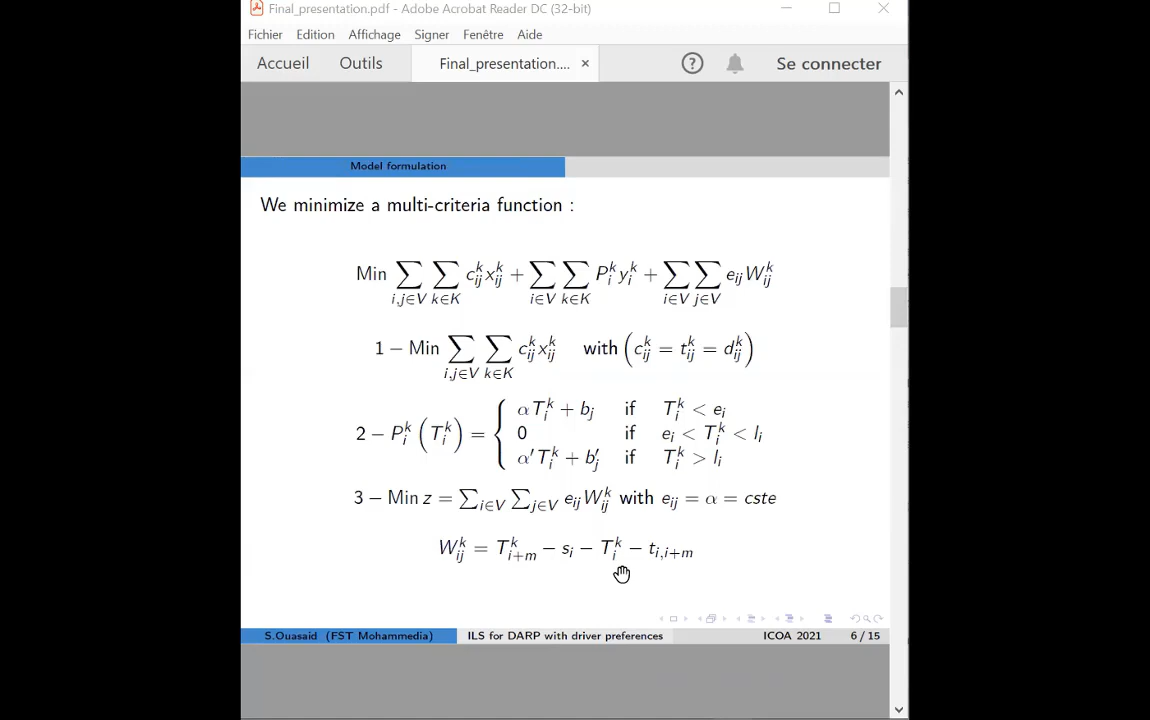 Final_presentation.pdf - Adobe Acrobat Reader DC (32-bit)
Fichier Edition Affichage Signer Fenêtre Aide
Accueil Outils Final_presentation.... × ? Se connecter
Model formulation
We minimize a multi-criteria function :
Min ∑_{i,j∈V} ∑_{k∈K} c_{ij}^k x_{ij}^k + ∑_{i∈V} ∑_{k∈K} P_i^k y_i^k + ∑_{i∈V} ∑_{j∈V} e_{ij} W_{ij}^k
1 − Min ∑_{i,j∈V} ∑_{k∈K} c_{ij}^k x_{ij}^k with (c_{ij}^k = t_{ij}^k = d_{ij}^k)
αT_i^k + b_j if T_i^k < e_i
2 − P_i^k (T_i^k) = { 0 if e_i < T_i^k < l_i
α′T_i^k + b′_j if T_i^k > l_i
3 − Min z = ∑_{i∈V} ∑_{j∈V} e_{ij} W_{ij}^k with e_{ij} = α = cste
W_{ij}^k = T_{i+m}^k − s_i − T_i^k − t_{i,i+m}
S.Ouasaid (FST Mohammedia) ILS for DARP with driver preferences ICOA 2021 6 / 15